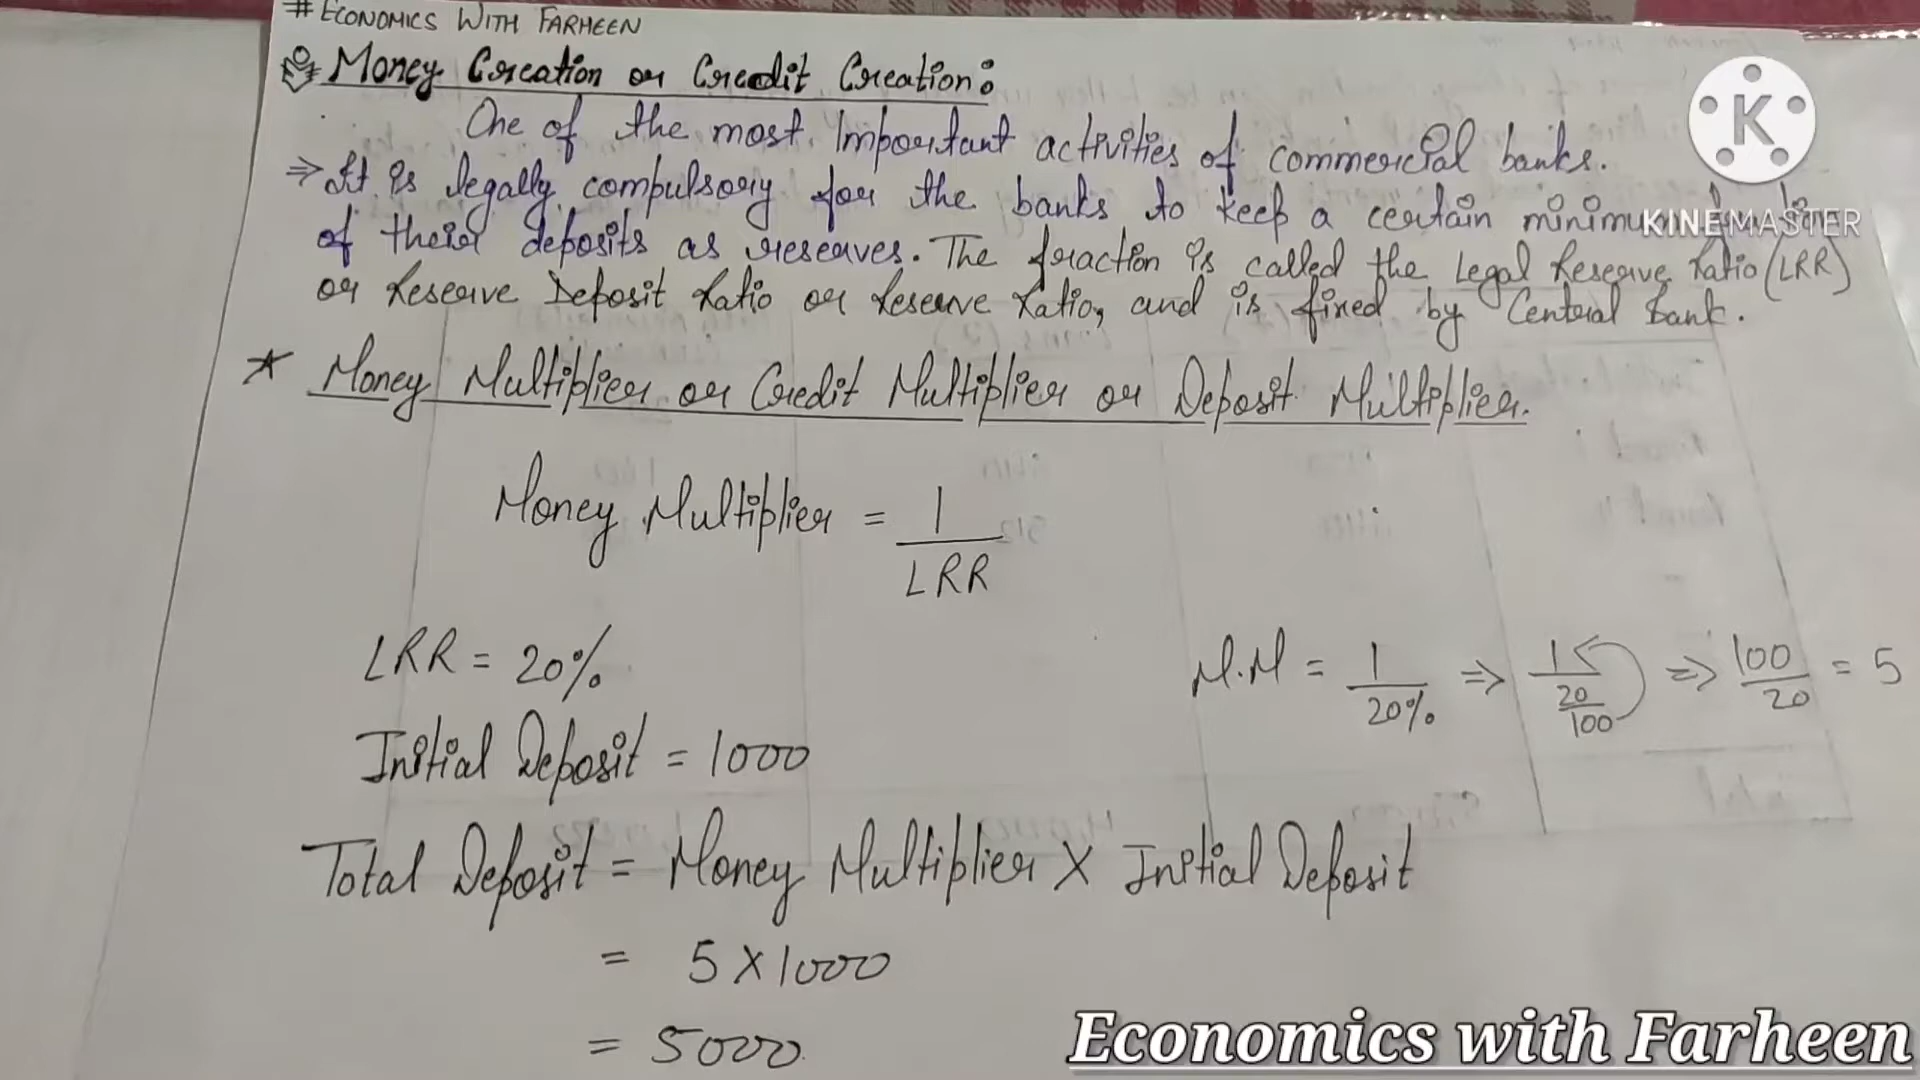 # ECONOMICS WITH FARHEEN
Money Creation or Credit Creation:
One of the most Important activities of commercial banks.
K
⇒ It is legally compulsory for the banks to keep a certain minimum
KINEMASTER
of their deposits as reserves. The fraction is called the Legal Reserve Ratio (LRR)
or Reserve Deposit Ratio or Reserve Ratio, and is fixed by Central Bank.
* Money Multiplier or Credit Multiplier or Deposit Multiplier.
Money Multiplier = 1/LRR
LRR = 20%
M.M = 1/20% ⇒ 1/(20/100) ⇒ 100/20 = 5
Initial Deposit = 1000
Total Deposit = Money Multiplier X Initial Deposit
= 5 X 1000
= 5000
Economics with Farheen